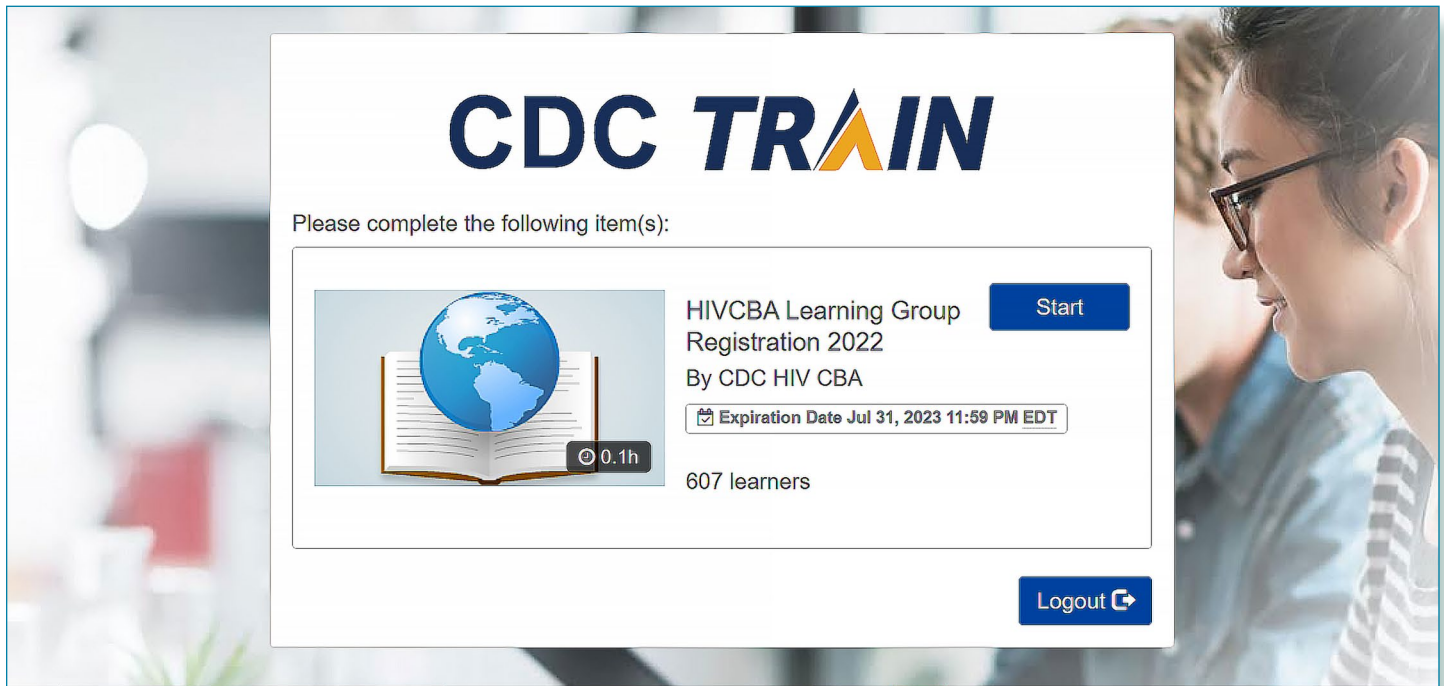 CDC TRAIN
Please complete the following item(s):
HIVCBA Learning Group
Registration 2022
Start
By CDC HIV CBA
Expiration Date Jul 31, 2023 11:59 PM EDT
0.1h
607 learners
Logout